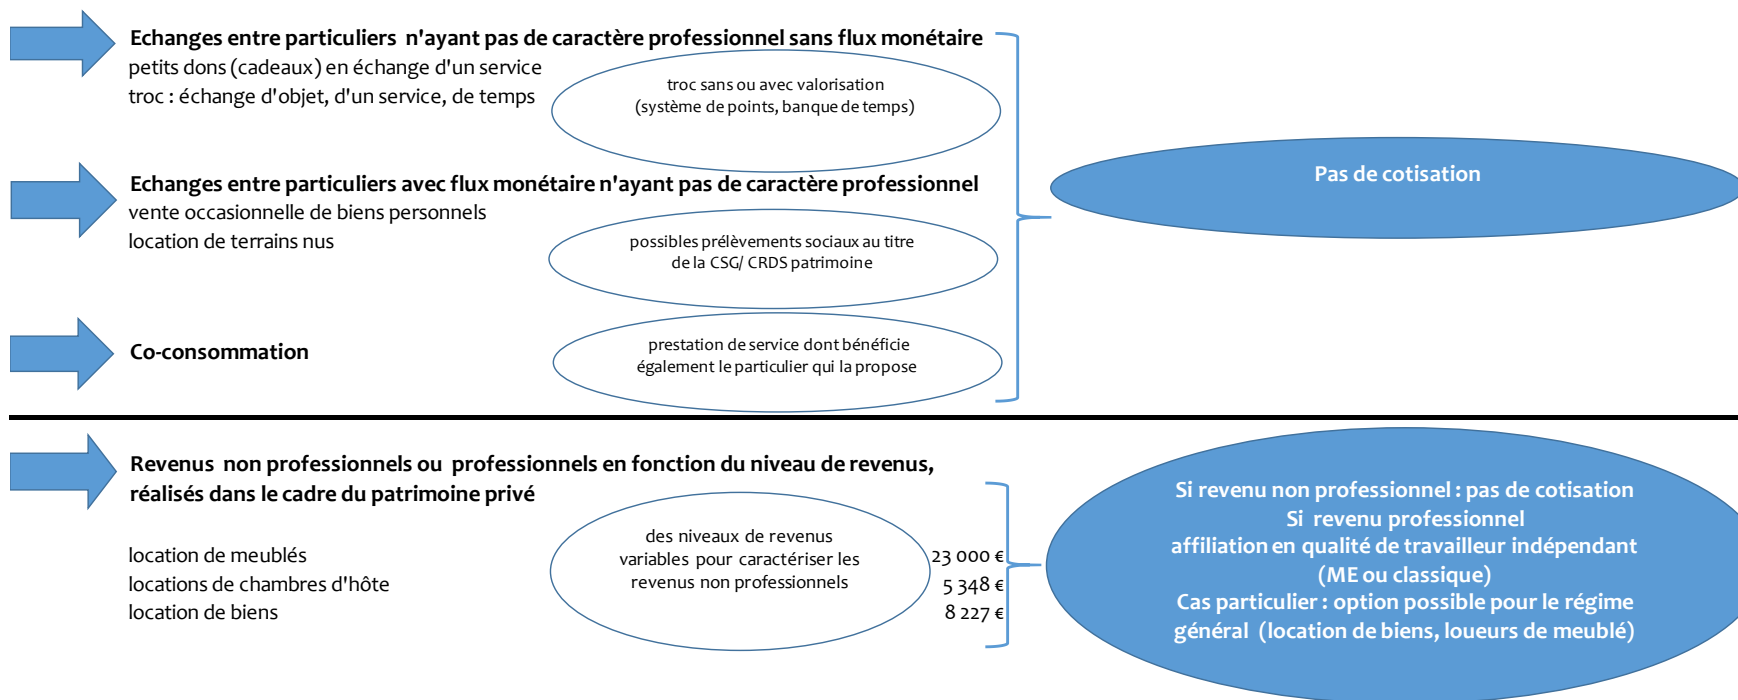 Echanges entre particuliers n'ayant pas de caractère professionnel sans flux monétaire
petits dons (cadeaux) en échange d'un service
troc : échange d'objet, d'un service, de temps
troc sans ou avec valorisation
(système de points, banque de temps)
Echanges entre particuliers avec flux monétaire n'ayant pas de caractère professionnel
vente occasionnelle de biens personnels
location de terrains nus
possibles prélèvements sociaux au titre
de la CSG/ CRDS patrimoine
Co-consommation
prestation de service dont bénéficie
également le particulier qui la propose
Pas de cotisation
Revenus non professionnels ou professionnels en fonction du niveau de revenus,
réalisés dans le cadre du patrimoine privé
location de meublés
locations de chambres d'hôte
location de biens
des niveaux de revenus
variables pour caractériser les
revenus non professionnels
23 000 €
5 348 €
8 227 €
Si revenu non professionnel : pas de cotisation
Si revenu professionnel
affiliation en qualité de travailleur indépendant
(ME ou classique)
Cas particulier : option possible pour le régime
général (location de biens, loueurs de meublé)